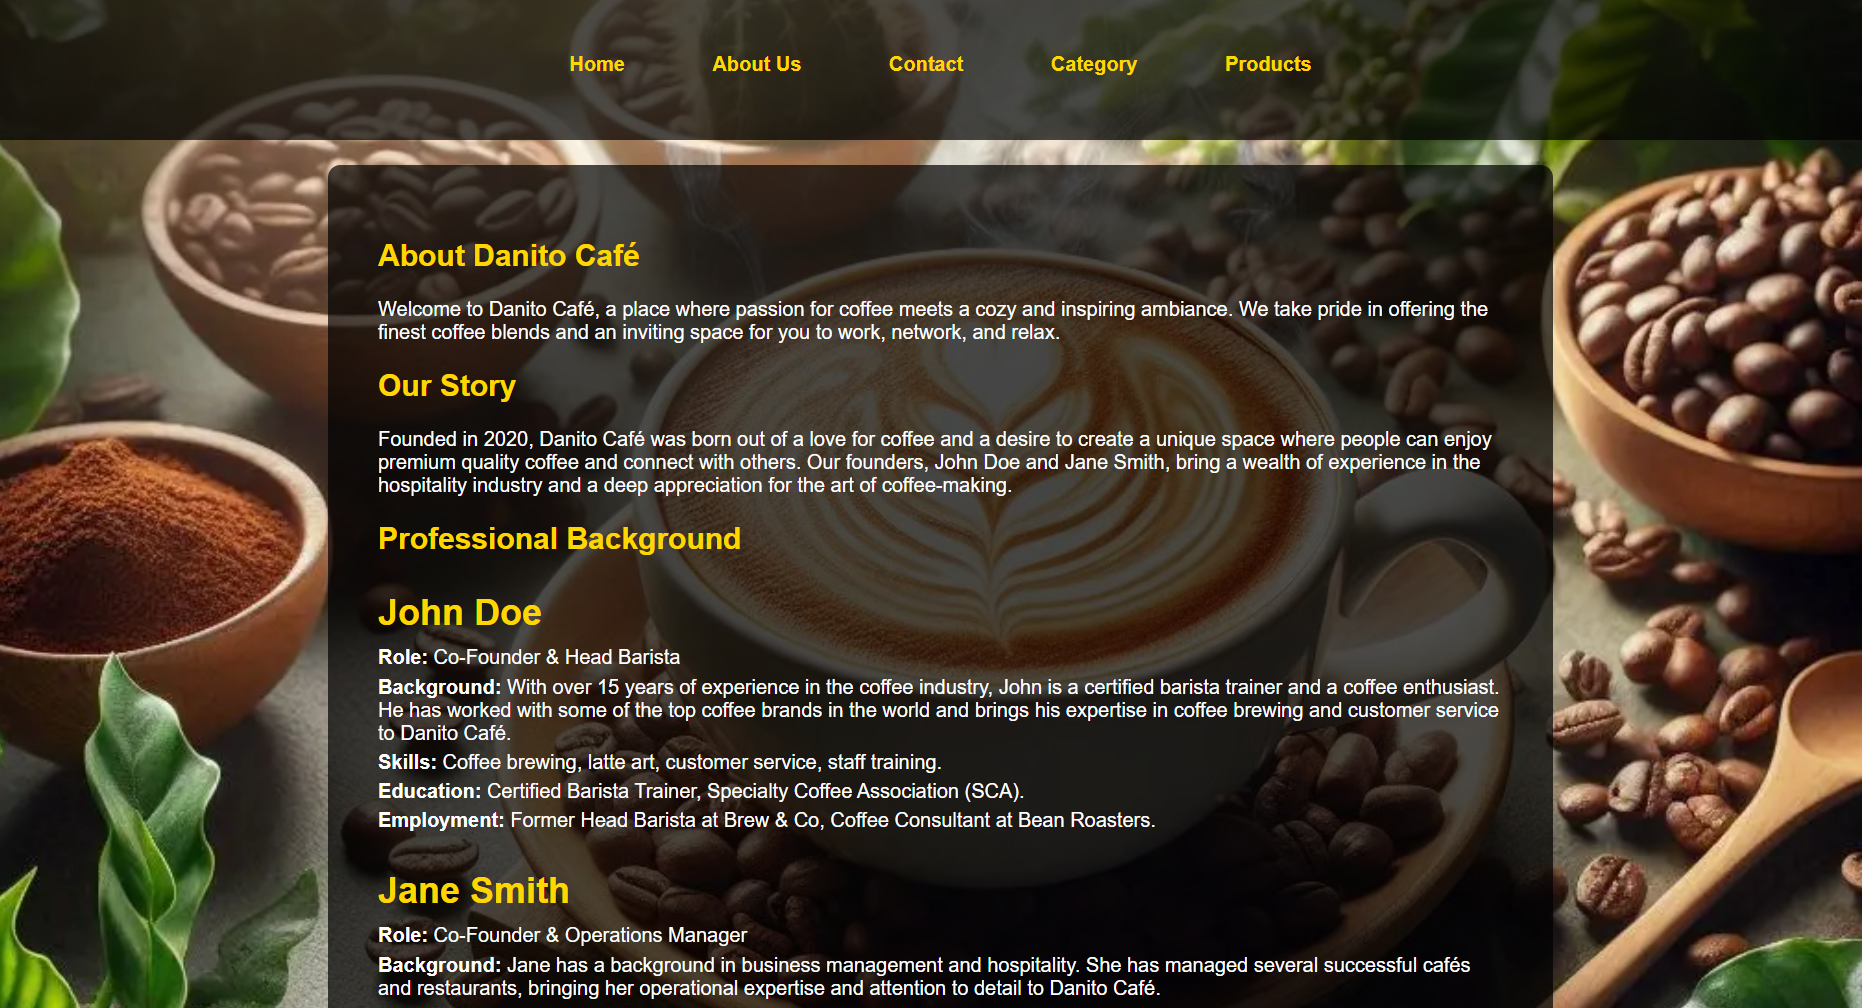 Home About Us Contact Category Products
About Danito Café
Welcome to Danito Café, a place where passion for coffee meets a cozy and inspiring ambiance. We take pride in offering the
finest coffee blends and an inviting space for you to work, network, and relax.
Our Story
Founded in 2020, Danito Café was born out of a love for coffee and a desire to create a unique space where people can enjoy
premium quality coffee and connect with others. Our founders, John Doe and Jane Smith, bring a wealth of experience in the
hospitality industry and a deep appreciation for the art of coffee-making.
Professional Background
John Doe
Role: Co-Founder & Head Barista
Background: With over 15 years of experience in the coffee industry, John is a certified barista trainer and a coffee enthusiast.
He has worked with some of the top coffee brands in the world and brings his expertise in coffee brewing and customer service
to Danito Café.
Skills: Coffee brewing, latte art, customer service, staff training.
Education: Certified Barista Trainer, Specialty Coffee Association (SCA).
Employment: Former Head Barista at Brew & Co, Coffee Consultant at Bean Roasters.
Jane Smith
Role: Co-Founder & Operations Manager
Background: Jane has a background in business management and hospitality. She has managed several successful cafés
and restaurants, bringing her operational expertise and attention to detail to Danito Café.